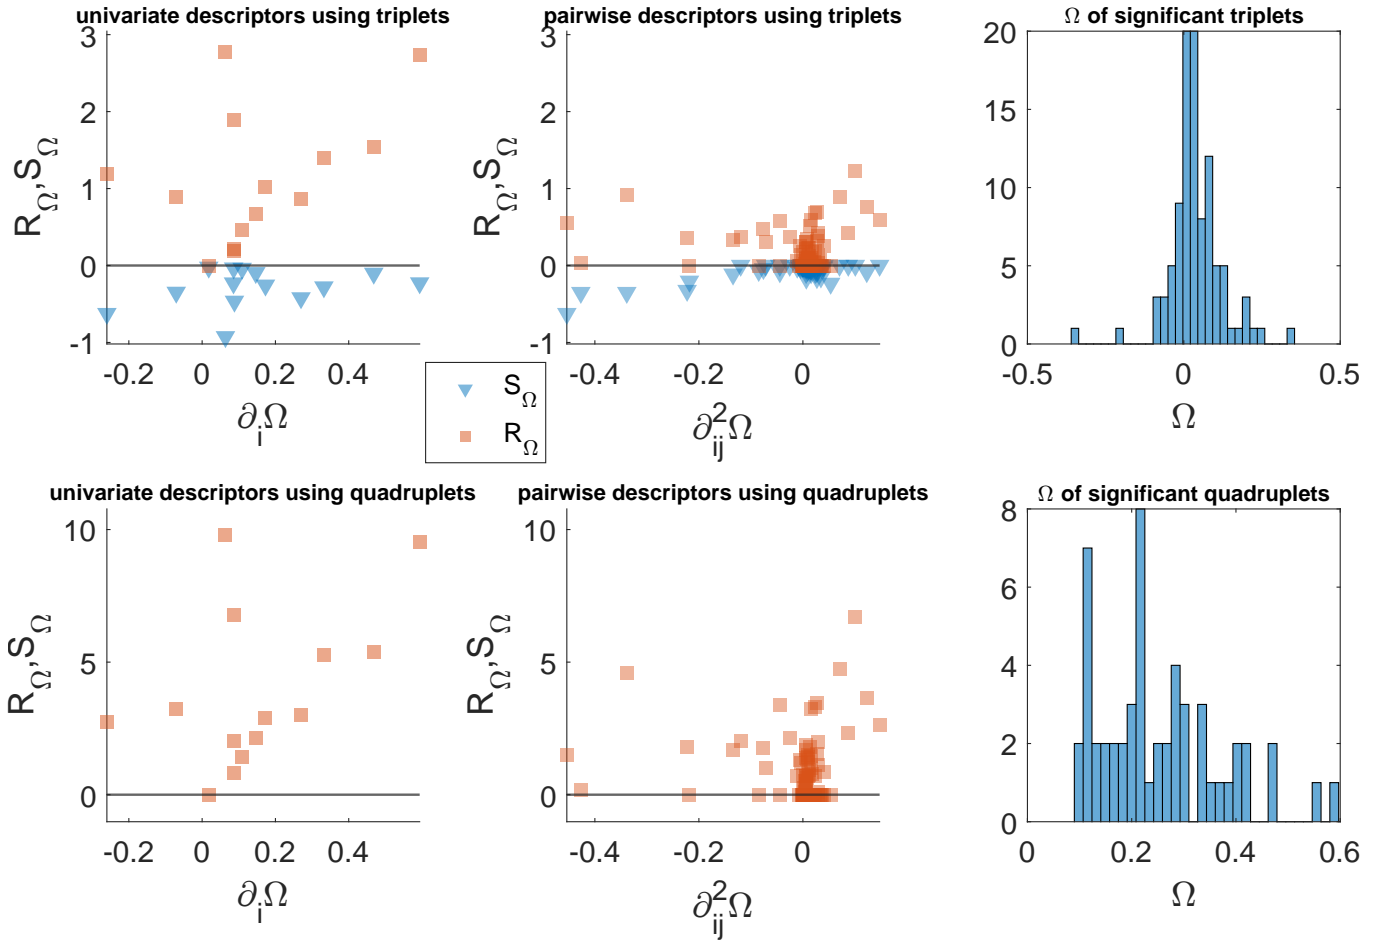 univariate descriptors using triplets
3
2
1
0
-1
-0.2 0 0.2 0.4
R_Ω,S_Ω
∂_iΩ
pairwise descriptors using triplets
3
2
1
0
-1
-0.4 -0.2 0
R_Ω,S_Ω
∂²_ijΩ
Ω of significant triplets
20
15
10
5
0
-0.5 0 0.5
Ω
S_Ω
R_Ω
univariate descriptors using quadruplets
10
5
0
-0.2 0 0.2 0.4
R_Ω,S_Ω
∂_iΩ
pairwise descriptors using quadruplets
10
5
0
-0.4 -0.2 0
R_Ω,S_Ω
∂²_ijΩ
Ω of significant quadruplets
8
6
4
2
0
0 0.2 0.4 0.6
Ω